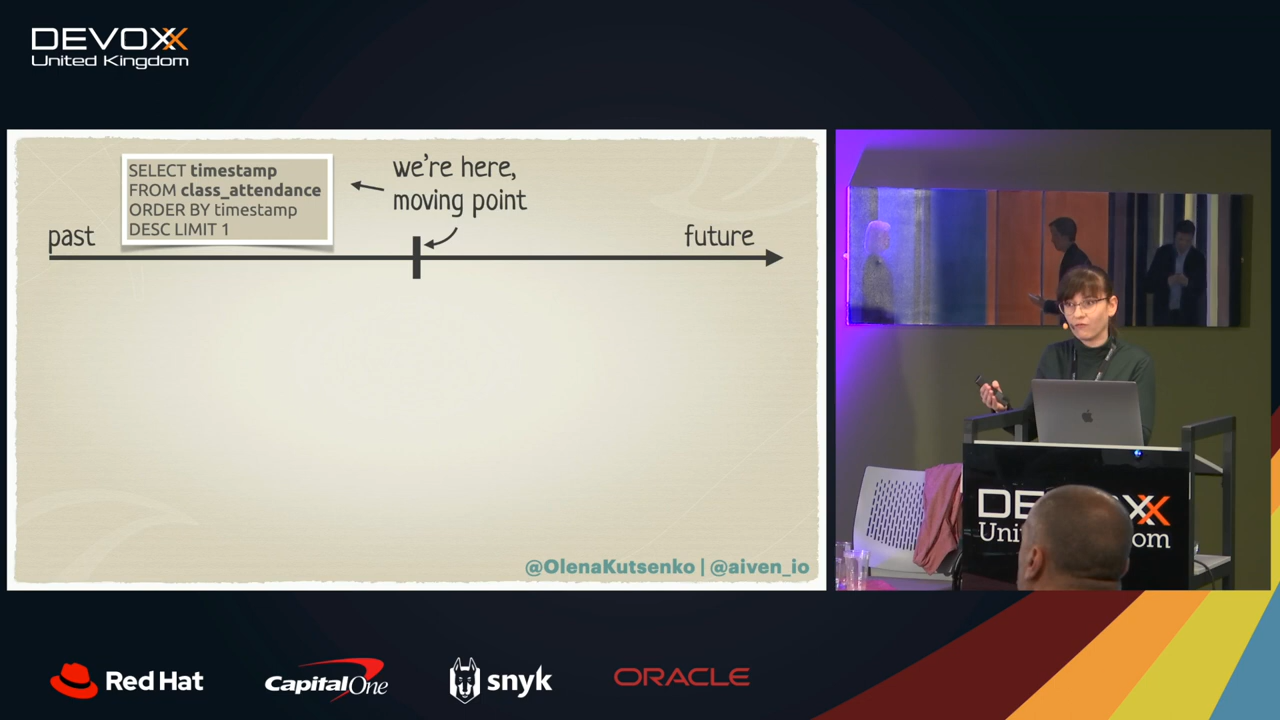 DEVOXX
United Kingdom
SELECT timestamp
FROM class_attendance
ORDER BY timestamp
DESC LIMIT 1
we're here,
moving point
past
future
@OlenaKutsenko | @aiven_io
DEVOXX
United Kingdom
Red Hat
Capital One
snyk
ORACLE